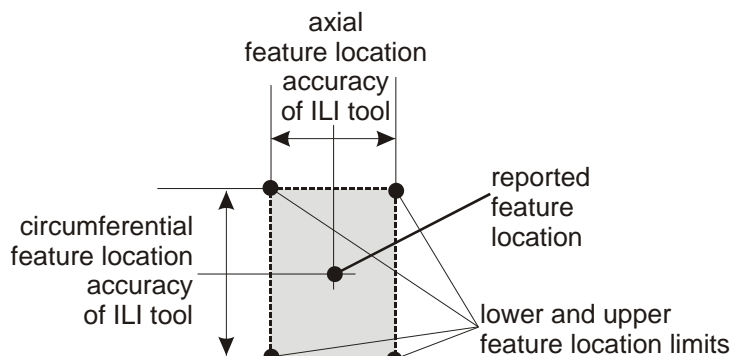 axial
feature location
accuracy
of ILI tool
reported
feature
location
circumferential
feature location
accuracy
of ILI tool
lower and upper
feature location limits